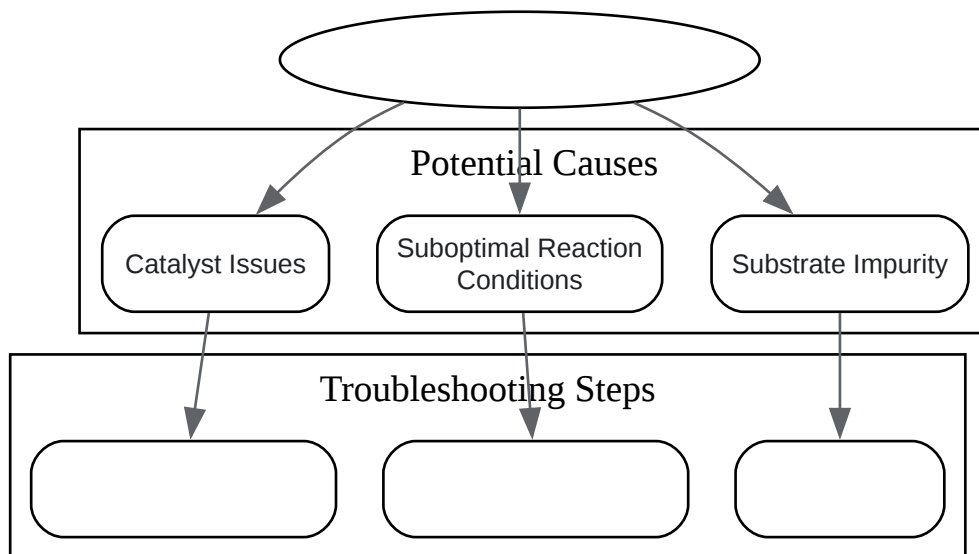 Potential Causes
Catalyst Issues
Suboptimal Reaction
Conditions
Substrate Impurity
Troubleshooting Steps